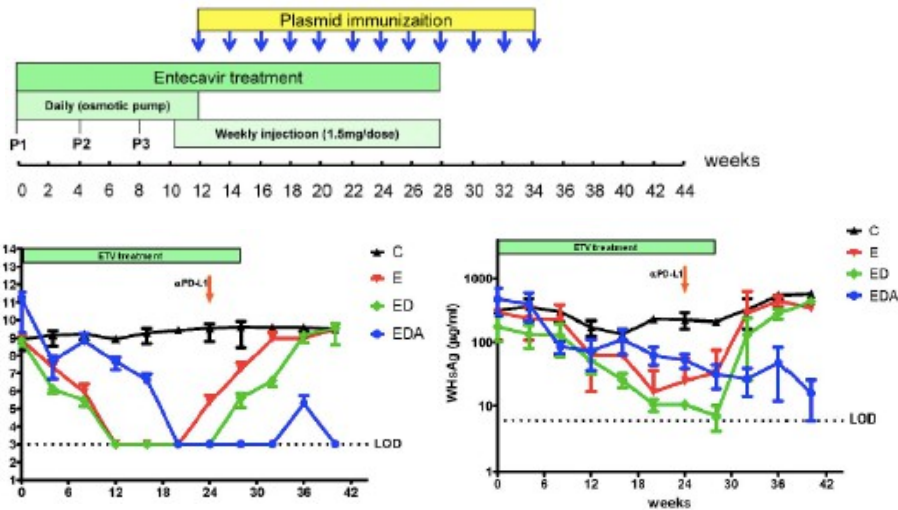 Plasmid immunizaition
Entecavir treatment
Daily (osmotic pump)
P1 P2 P3
Weekly injectioon (1.5mg/dose)
weeks
0 2 4 6 8 10 12 14 16 18 20 22 24 26 28 30 32 34 36 38 40 42 44
14
13
12
11
10
9
8
7
6
5
4
3
2
1
ETV treatment
αPD-L1
C
E
ED
EDA
LOD
0 6 12 18 24 30 36 42
WHsAg (µg/ml)
1000
100
10
1
ETV treatment
αPD-L1
C
E
ED
EDA
LOD
0 6 12 18 24 30 36 42
weeks